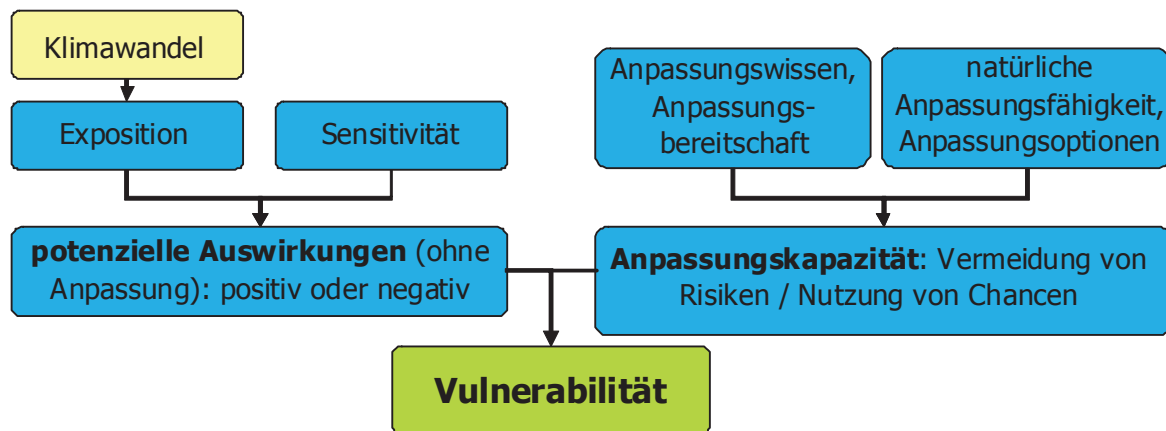 Klimawandel
Exposition
Sensitivität
Anpassungswissen,
Anpassungs-
bereitschaft
natürliche
Anpassungsfähigkeit,
Anpassungsoptionen
potenzielle Auswirkungen (ohne
Anpassung): positiv oder negativ
Anpassungskapazität: Vermeidung von
Risiken / Nutzung von Chancen
Vulnerabilität